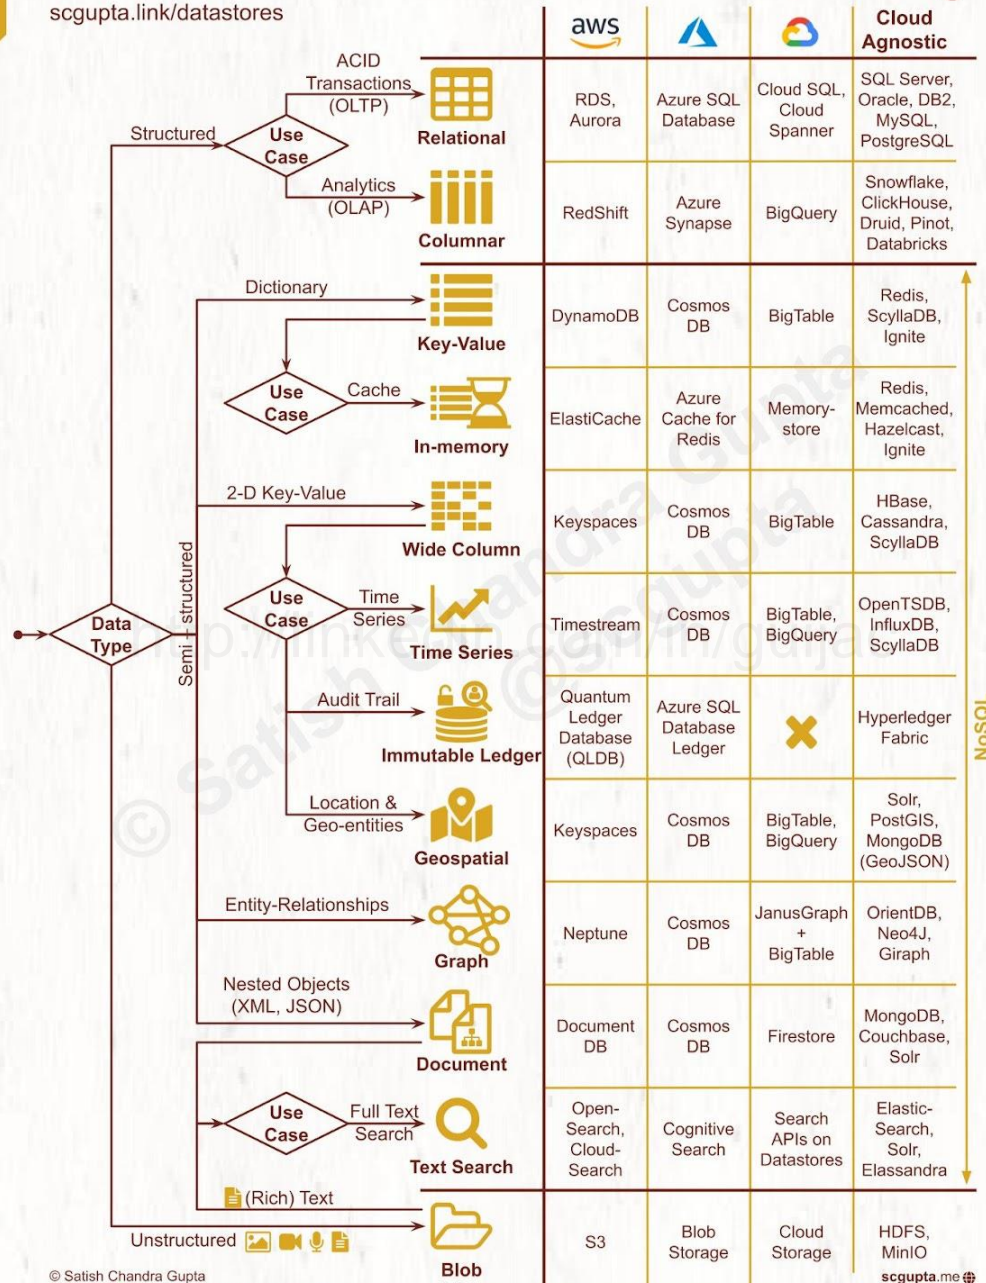 scgupta.link/datastores
aws
Cloud
Agnostic
ACID
Transactions
(OLTP)
Structured
Use
Case
Relational
RDS,
Aurora
Azure SQL
Database
Cloud SQL,
Cloud
Spanner
SQL Server,
Oracle, DB2,
MySQL,
PostgreSQL
Analytics
(OLAP)
Columnar
RedShift
Azure
Synapse
BigQuery
Snowflake,
ClickHouse,
Druid, Pinot,
Databricks
Dictionary
Key-Value
DynamoDB
Cosmos
DB
BigTable
Redis,
ScyllaDB,
Ignite
Use
Case
Cache
In-memory
ElastiCache
Azure
Cache for
Redis
Memory-
store
Redis,
Memcached,
Hazelcast,
Ignite
2-D Key-Value
Wide Column
Keyspaces
Cosmos
DB
BigTable
HBase,
Cassandra,
ScyllaDB
Data
Type
Semi - structured
Use
Case
Time
Series
Time Series
Timestream
Cosmos
DB
BigTable,
BigQuery
OpenTSDB,
InfluxDB,
ScyllaDB
Audit Trail
Immutable Ledger
Quantum
Ledger
Database
(QLDB)
Azure SQL
Database
Ledger
Hyperledger
Fabric
NoSQL
Location &
Geo-entities
Geospatial
Keyspaces
Cosmos
DB
BigTable,
BigQuery
Solr,
PostGIS,
MongoDB
(GeoJSON)
Entity-Relationships
Graph
Neptune
Cosmos
DB
JanusGraph
+
BigTable
OrientDB,
Neo4J,
Giraph
Nested Objects
(XML, JSON)
Document
Document
DB
Cosmos
DB
Firestore
MongoDB,
Couchbase,
Solr
Use
Case
Full Text
Search
Text Search
Open-
Search,
Cloud-
Search
Cognitive
Search
Search
APIs on
Datastores
Elastic-
Search,
Solr,
Elassandra
(Rich) Text
Unstructured
Blob
S3
Blob
Storage
Cloud
Storage
HDFS,
MinIO
© Satish Chandra Gupta
@scgupta
© Satish Chandra Gupta
scgupta.me